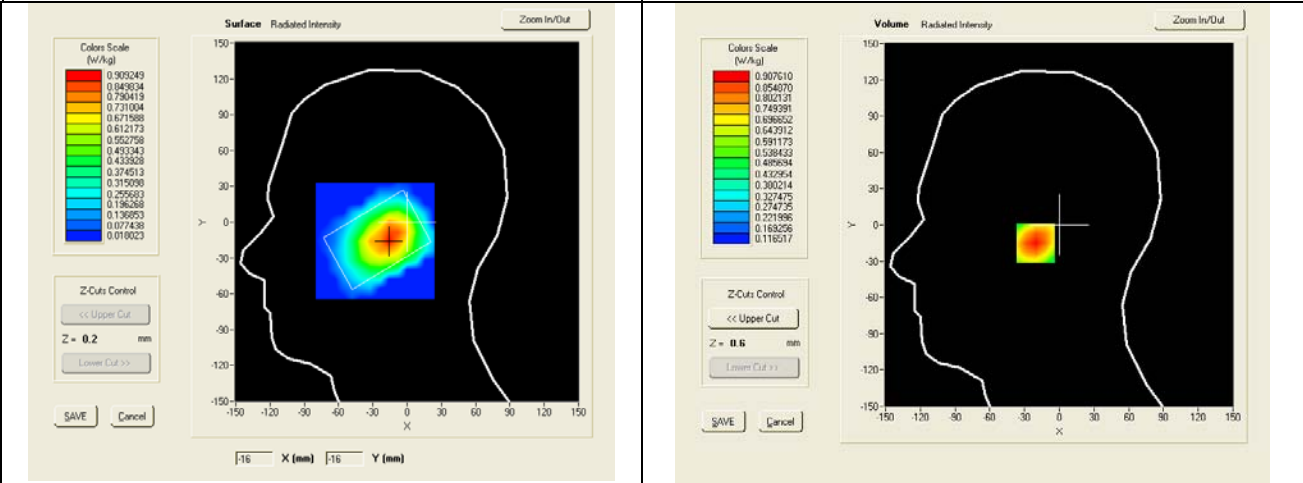 Surface Radiated Intensity
Zoom In/Out
Colors Scale
(W/kg)
0.909249
0.849834
0.790419
0.731004
0.671588
0.612173
0.552758
0.493343
0.433928
0.374513
0.315098
0.255683
0.196268
0.136853
0.077438
0.018023
150
120
90
60
30
0
-30
-60
-90
-120
-150
Y
-150 -120 -90 -60 -30 0 30 60 90 120 150
X
Z-Cuts Control
<< Upper Cut
Z = 0.2 mm
Lower Cut >>
SAVE
Cancel
-16 X (mm) -16 Y (mm)
Volume Radiated Intensity
Zoom In/Out
Colors Scale
(W/kg)
0.907610
0.854870
0.802131
0.749391
0.696652
0.643912
0.591173
0.538433
0.485694
0.432954
0.380214
0.327475
0.274735
0.221996
0.169256
0.116517
150
120
90
60
30
0
-30
-60
-90
-120
-150
Y
-150 -120 -90 -60 -30 0 30 60 90 120 150
X
Z-Cuts Control
<< Upper Cut
Z = 0.6 mm
Lower Cut >>
SAVE
Cancel